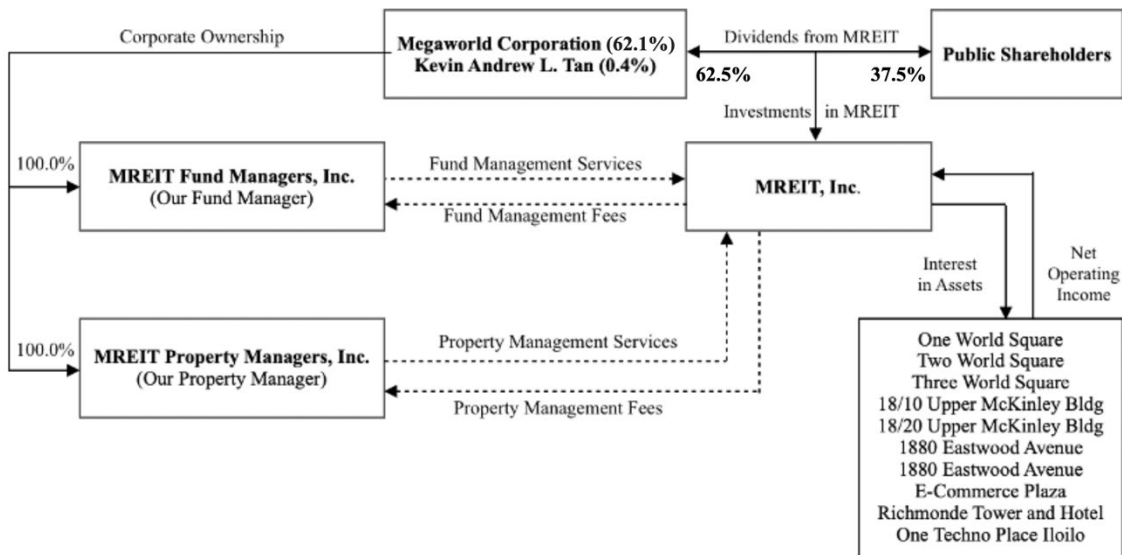 Corporate Ownership
Megaworld Corporation (62.1%)
Kevin Andrew L. Tan (0.4%)
Dividends from MREIT
62.5%
37.5%
Public Shareholders
Investments in MREIT
100.0%
MREIT Fund Managers, Inc.
(Our Fund Manager)
Fund Management Services
Fund Management Fees
MREIT, Inc.
Interest
in Assets
Net
Operating
Income
100.0%
MREIT Property Managers, Inc.
(Our Property Manager)
Property Management Services
Property Management Fees
One World Square
Two World Square
Three World Square
18/10 Upper McKinley Bldg
18/20 Upper McKinley Bldg
1880 Eastwood Avenue
1880 Eastwood Avenue
E-Commerce Plaza
Richmonde Tower and Hotel
One Techno Place Iloilo